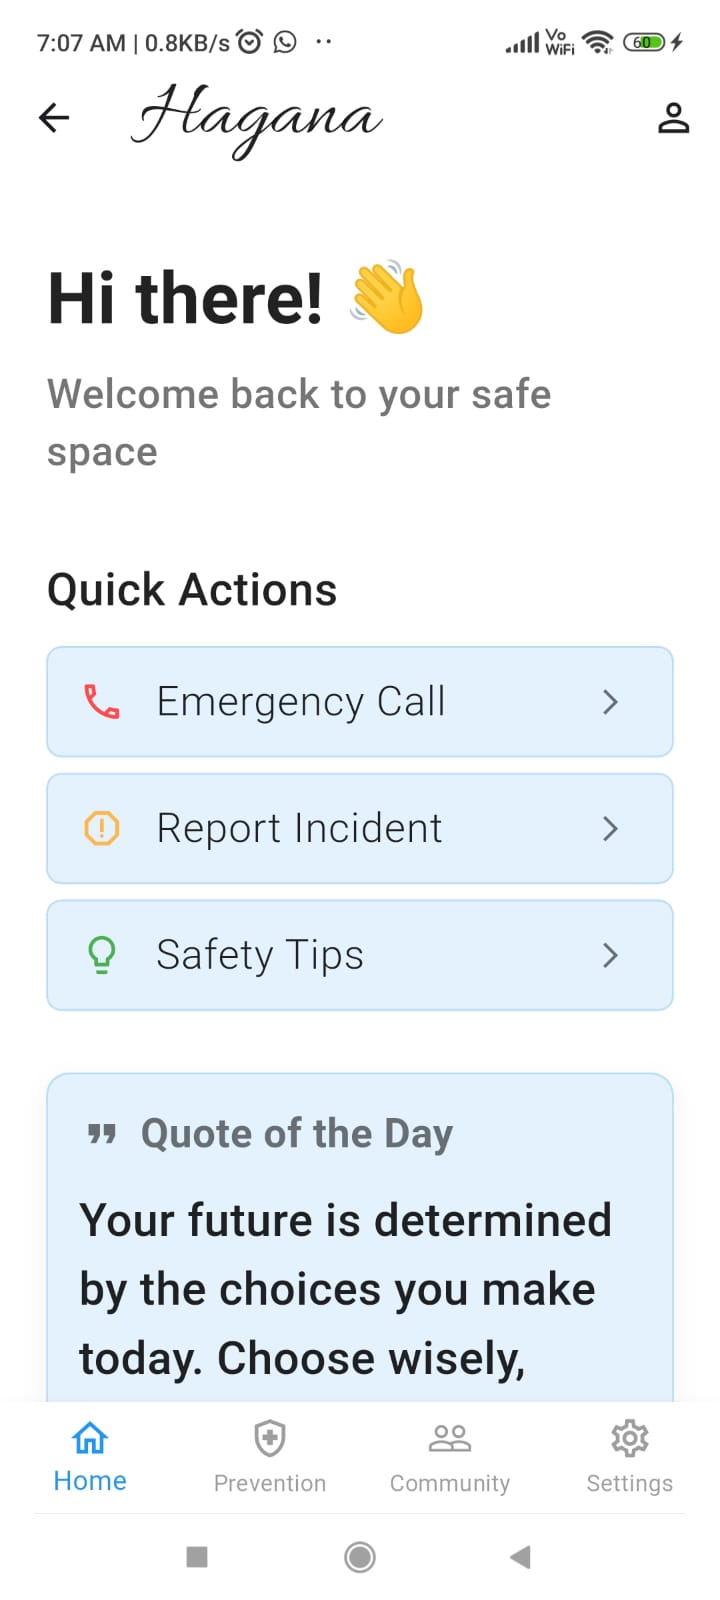 7:07 AM | 0.8KB/s
Vo
WiFi
60
Hagana
Hi there! 👋
Welcome back to your safe
space
Quick Actions
Emergency Call
Report Incident
Safety Tips
Quote of the Day
Your future is determined
by the choices you make
today. Choose wisely,
Home
Prevention
Community
Settings